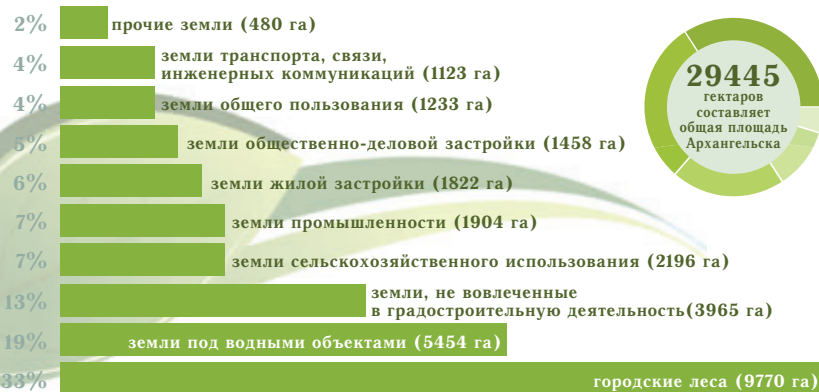 2%
прочие земли (480 га)
4%
земли транспорта, связи,
инженерных коммуникаций (1123 га)
4%
земли общего пользования (1233 га)
5%
земли общественно-деловой застройки (1458 га)
6%
земли жилой застройки (1822 га)
7%
земли промышленности (1904 га)
7%
земли сельскохозяйственного использования (2196 га)
13%
земли, не вовлеченные
в градостроительную деятельность(3965 га)
19%
земли под водными объектами (5454 га)
33%
городские леса (9770 га)
29445
гектаров
составляет
общая площадь
Архангельска